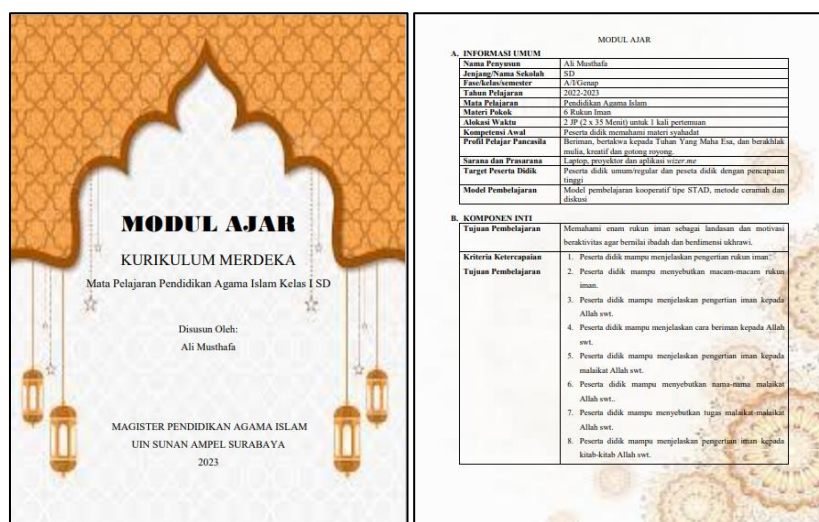 MODUL AJAR
KURIKULUM MERDEKA
Mata Pelajaran Pendidikan Agama Islam Kelas I SD
Disusun Oleh:
Ali Musthafa
MAGISTER PENDIDIKAN AGAMA ISLAM
UIN SUNAN AMPEL SURABAYA
2023
MODUL AJAR
A. INFORMASI UMUM
Nama Penyusun Ali Musthafa
Jenjang/Nama Sekolah SD
Fase/kelas/semester A/I/Genap
Tahun Pelajaran 2022-2023
Mata Pelajaran Pendidikan Agama Islam
Materi Pokok 6 Rukun Iman
Alokasi Waktu 2 JP (2 x 35 Menit) untuk 1 kali pertemuan
Kompetensi Awal Peserta didik memahami materi syahadat
Profil Pelajar Pancasila Beriman, bertakwa kepada Tuhan Yang Maha Esa, dan berakhlak
mulia, kreatif dan gotong royong.
Sarana dan Prasarana Laptop, proyektor dan aplikasi wizer.me
Target Peserta Didik Peserta didik umum/regular dan peseta didik dengan pencapaian
tinggi
Model Pembelajaran Model pembelajaran kooperatif tipe STAD, metode ceramah dan
diskusi
B. KOMPONEN INTI
Tujuan Pembelajaran Memahami enam rukun iman sebagai landasan dan motivasi
beraktivitas agar bernilai ibadah dan berdimensi ukhrawi.
Kriteria Ketercapaian 1. Peserta didik mampu menjelaskan pengertian rukun iman.
Tujuan Pembelajaran 2. Peserta didik mampu menyebutkan macam-macam rukun
iman.
3. Peserta didik mampu menjelaskan pengertian iman kepada
Allah swt.
4. Peserta didik mampu menjelaskan cara beriman kepada Allah
swt.
5. Peserta didik mampu menjelaskan pengertian iman kepada
malaikat Allah swt.
6. Peserta didik mampu menyebutkan nama-nama malaikat
Allah swt..
7. Peserta didik mampu menyebutkan tugas malaikat-malaikat
Allah swt.
8. Peserta didik mampu menjelaskan pengertian iman kepada
kitab-kitab Allah swt.